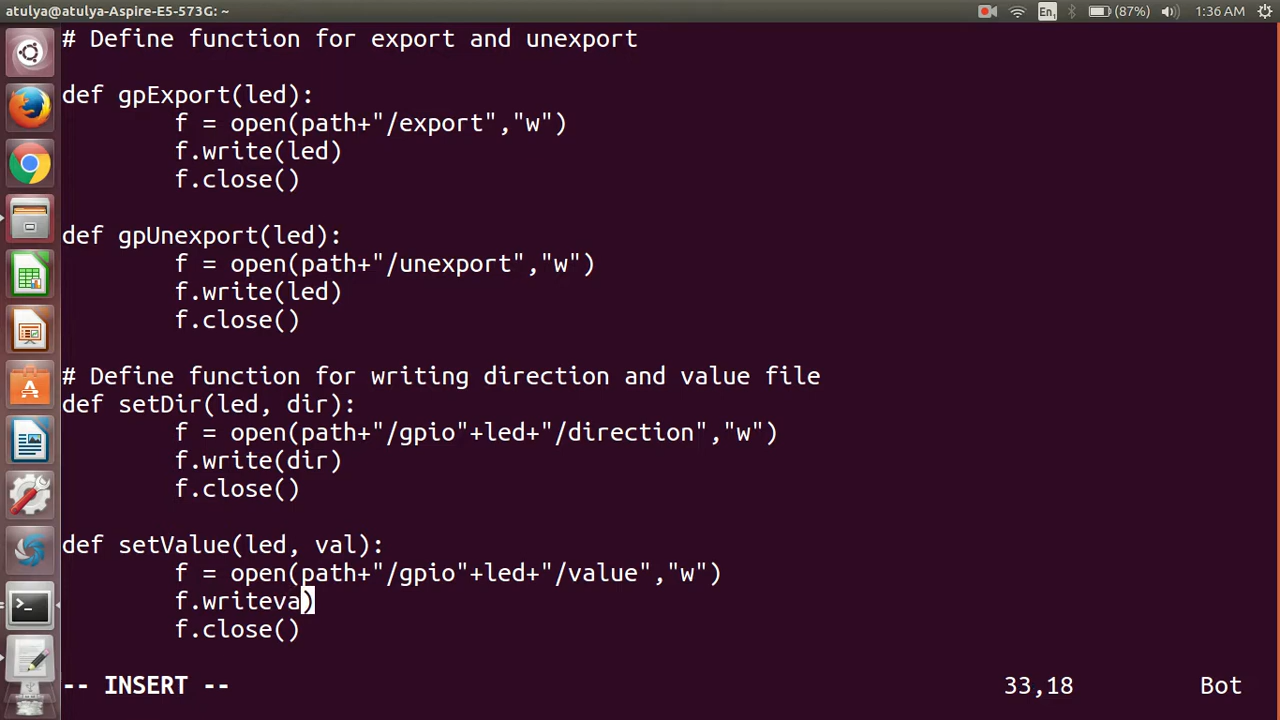 atulya@atulya-Aspire-E5-573G: ~
En1
(87%)
1:36 AM
# Define function for export and unexport
def gpExport(led):
f = open(path+"/export","w")
f.write(led)
f.close()
def gpUnexport(led):
f = open(path+"/unexport","w")
f.write(led)
f.close()
# Define function for writing direction and value file
def setDir(led, dir):
f = open(path+"/gpio"+led+"/direction","w")
f.write(dir)
f.close()
def setValue(led, val):
f = open(path+"/gpio"+led+"/value","w")
f.writeva)
f.close()
-- INSERT --
33,18
Bot